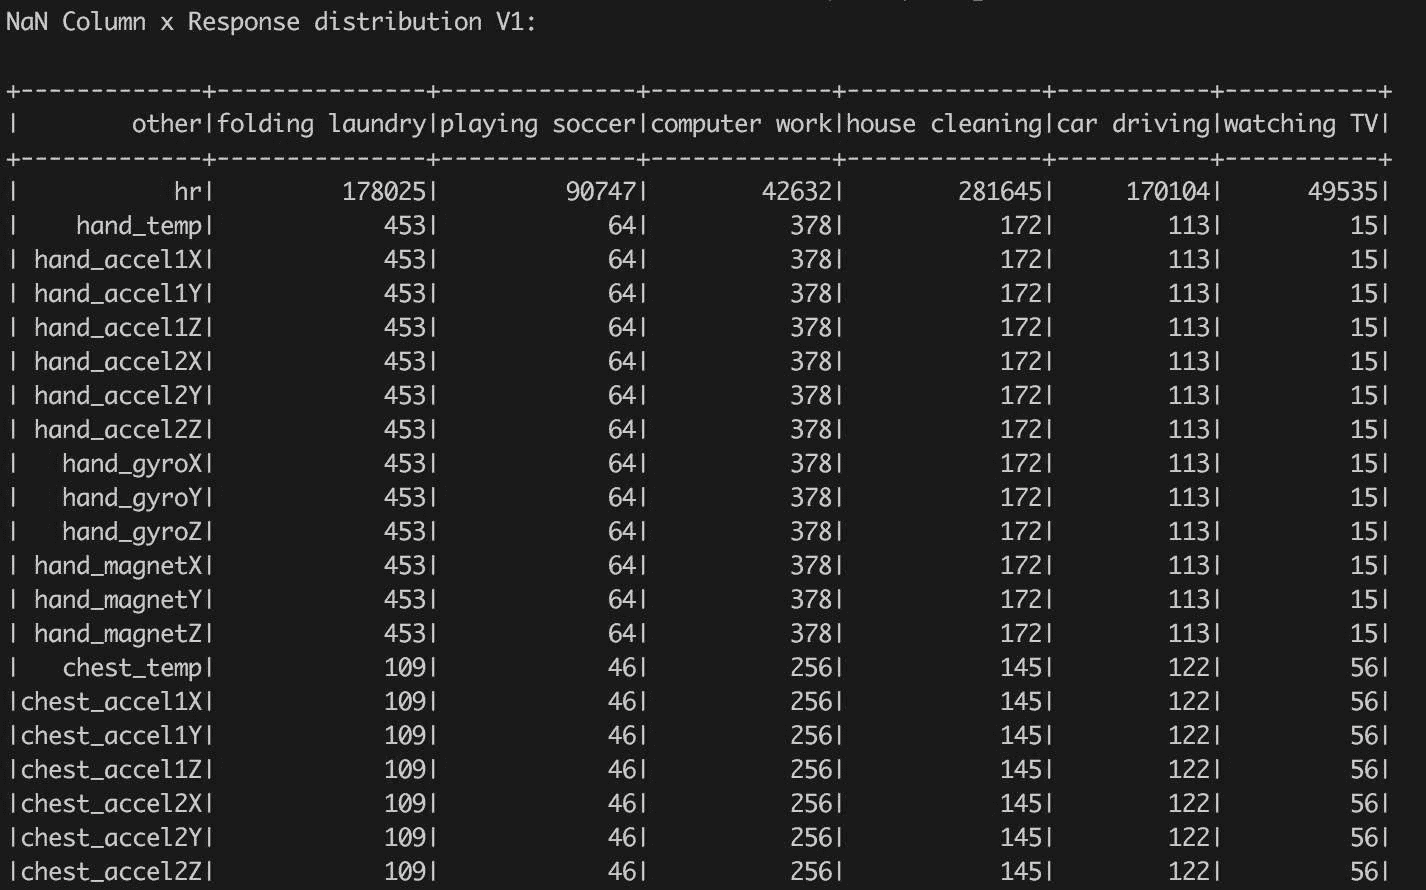 NaN Column x Response distribution V1:
+-------------+---------------+--------------+-------------+--------------+-----------+-----------+
|        other|folding laundry|playing soccer|computer work|house cleaning|car driving|watching TV|
+-------------+---------------+--------------+-------------+--------------+-----------+-----------+
|           hr|         178025|         90747|        42632|        281645|     170104|      49535|
|    hand_temp|            453|            64|          378|           172|        113|         15|
| hand_accel1X|            453|            64|          378|           172|        113|         15|
| hand_accel1Y|            453|            64|          378|           172|        113|         15|
| hand_accel1Z|            453|            64|          378|           172|        113|         15|
| hand_accel2X|            453|            64|          378|           172|        113|         15|
| hand_accel2Y|            453|            64|          378|           172|        113|         15|
| hand_accel2Z|            453|            64|          378|           172|        113|         15|
|   hand_gyroX|            453|            64|          378|           172|        113|         15|
|   hand_gyroY|            453|            64|          378|           172|        113|         15|
|   hand_gyroZ|            453|            64|          378|           172|        113|         15|
| hand_magnetX|            453|            64|          378|           172|        113|         15|
| hand_magnetY|            453|            64|          378|           172|        113|         15|
| hand_magnetZ|            453|            64|          378|           172|        113|         15|
|   chest_temp|            109|            46|          256|           145|        122|         56|
|chest_accel1X|            109|            46|          256|           145|        122|         56|
|chest_accel1Y|            109|            46|          256|           145|        122|         56|
|chest_accel1Z|            109|            46|          256|           145|        122|         56|
|chest_accel2X|            109|            46|          256|           145|        122|         56|
|chest_accel2Y|            109|            46|          256|           145|        122|         56|
|chest_accel2Z|            109|            46|          256|           145|        122|         56|